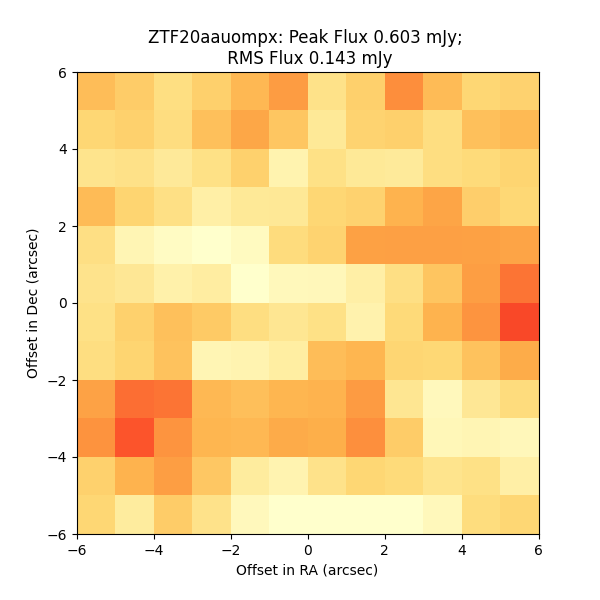 ZTF20aauompx: Peak Flux 0.603 mJy;
RMS Flux 0.143 mJy
6
4
2
0
−2
−4
−6
Offset in Dec (arcsec)
−6 −4 −2 0 2 4 6
Offset in RA (arcsec)